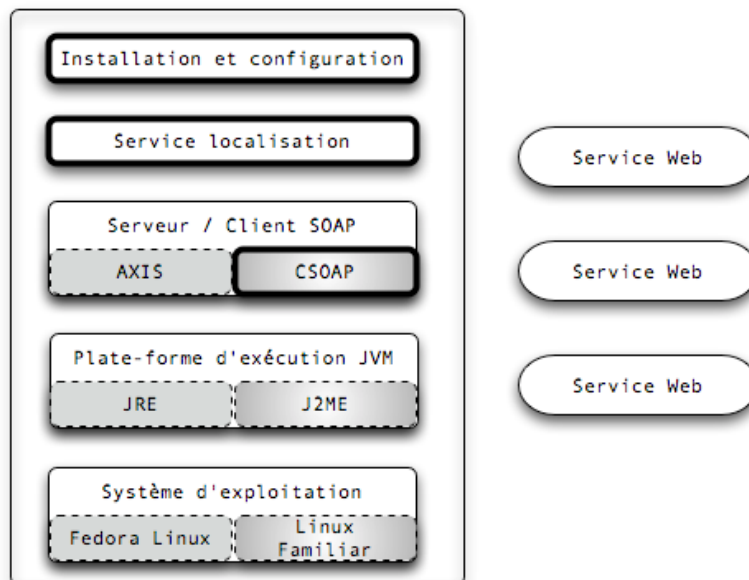 Installation et configuration
Service localisation
Serveur / Client SOAP
AXIS
CSOAP
Plate-forme d'exécution JVM
JRE
J2ME
Système d'exploitation
Fedora Linux
Linux
Familiar
Service Web
Service Web
Service Web